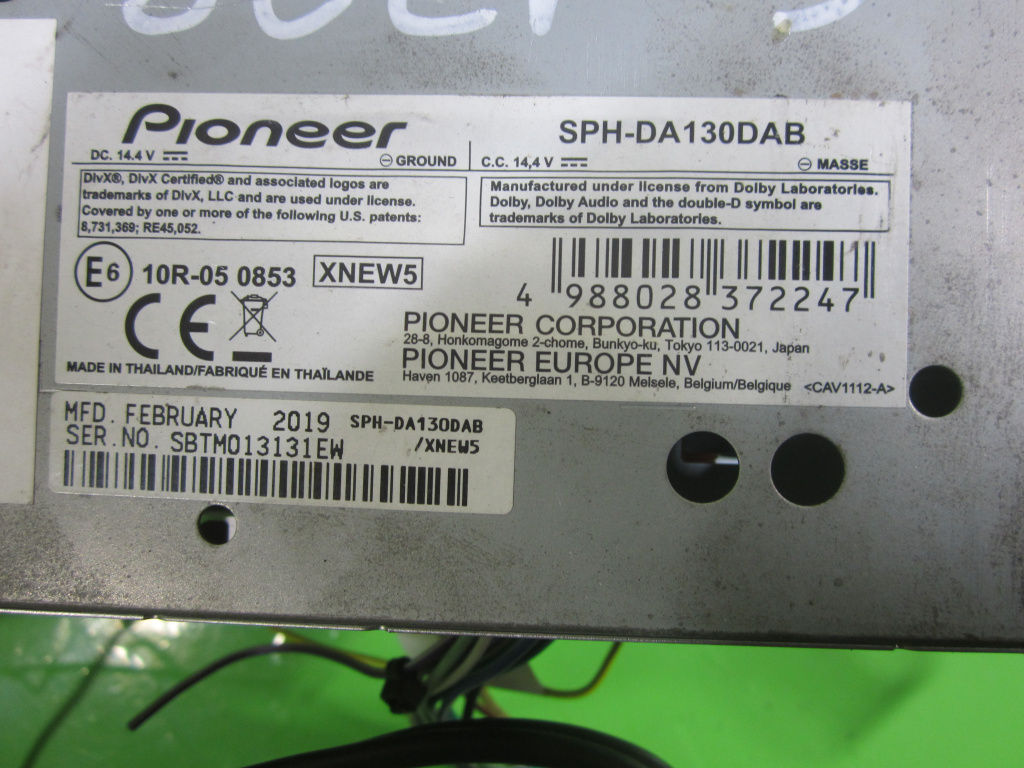 Pioneer
SPH-DA130DAB
DC. 14.4 V
GROUND
C.C. 14,4 V
MASSE
DivX®, DivX Certified® and associated logos are
trademarks of DivX, LLC and are used under license.
Covered by one or more of the following U.S. patents:
8,731,369; RE45,052.
Manufactured under license from Dolby Laboratories.
Dolby, Dolby Audio and the double-D symbol are
trademarks of Dolby Laboratories.
E6
10R-05 0853
XNEW5
CE
4 988028 372247
PIONEER CORPORATION
28-8, Honkomagome 2-chome, Bunkyo-ku, Tokyo 113-0021, Japan
PIONEER EUROPE NV
Haven 1087, Keetberglaan 1, B-9120 Melsele, Belgium/Belgique
<CAV1112-A>
MADE IN THAILAND/FABRIQUÉ EN THAÏLANDE
MFD. FEBRUARY 2019
SPH-DA130DAB
SER.NO. SBTM013131EW
/XNEW5